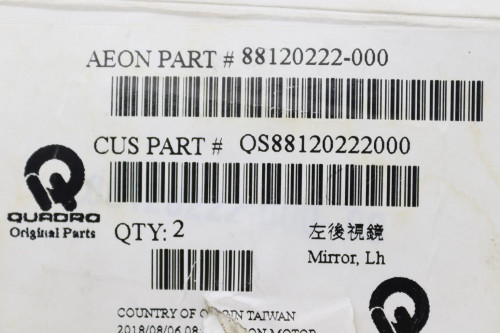 AEON PART # 88120222-000
CUS PART # QS88120222000
QUADRO
Original Parts
QTY: 2
左後視鏡
Mirror, Lh
COUNTRY OF ORIGIN TAIWAN
2018/08/06 MOTOR